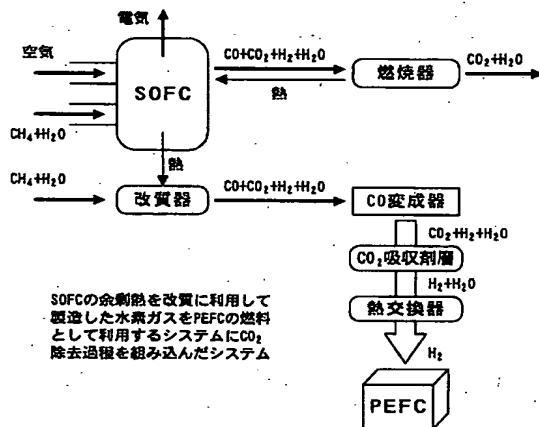 電気
空気
CO+CO₂+H₂+H₂O
CO₂+H₂O
SOFC
燃焼器
熱
CH₄+H₂O
熱
CH₄+H₂O
改質器
CO+CO₂+H₂+H₂O
CO変成器
CO₂+H₂+H₂O
CO₂吸収剤層
H₂+H₂O
熱交換器
SOFCの余剰熱を改質に利用して
製造した水素ガスをPEFCの燃料
として利用するシステムにCO₂
除去過程を組み込んだシステム
H₂
PEFC